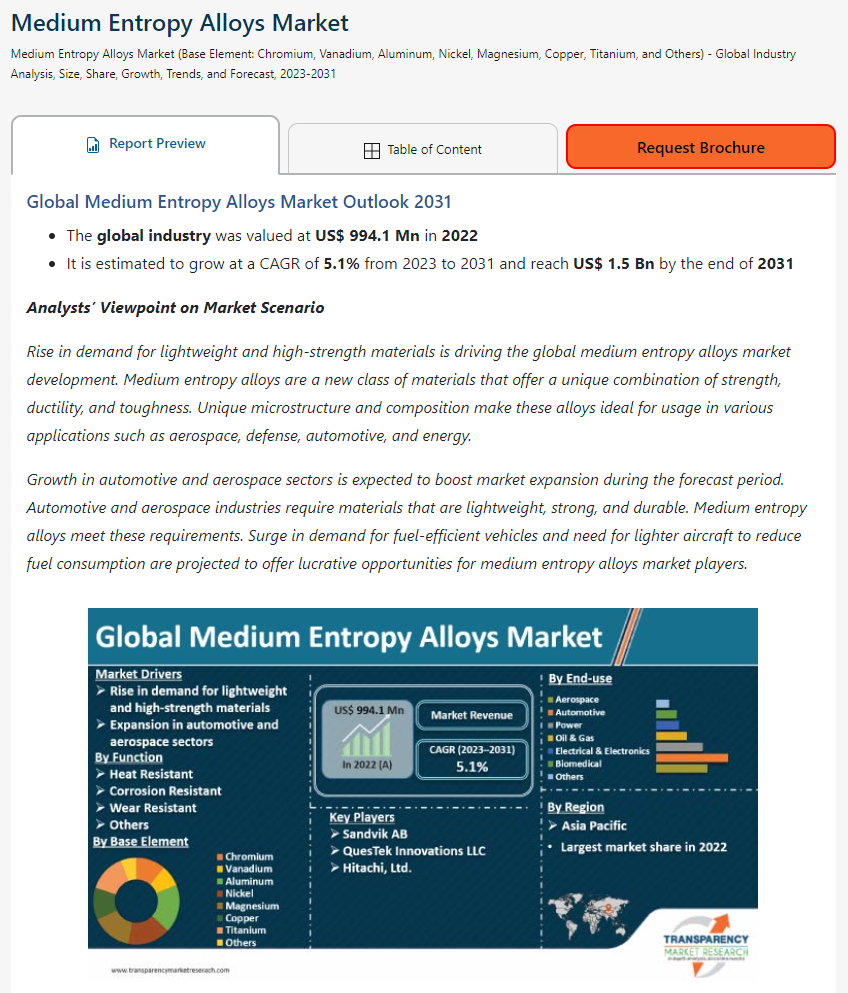 Medium Entropy Alloys Market
Medium Entropy Alloys Market (Base Element: Chromium, Vanadium, Aluminum, Nickel, Magnesium, Copper, Titanium, and Others) - Global Industry
Analysis, Size, Share, Growth, Trends, and Forecast, 2023-2031
Report Preview
Table of Content
Request Brochure
Global Medium Entropy Alloys Market Outlook 2031
• The global industry was valued at US$ 994.1 Mn in 2022
• It is estimated to grow at a CAGR of 5.1% from 2023 to 2031 and reach US$ 1.5 Bn by the end of 2031
Analysts' Viewpoint on Market Scenario
Rise in demand for lightweight and high-strength materials is driving the global medium entropy alloys market
development. Medium entropy alloys are a new class of materials that offer a unique combination of strength,
ductility, and toughness. Unique microstructure and composition make these alloys ideal for usage in various
applications such as aerospace, defense, automotive, and energy.
Growth in automotive and aerospace sectors is expected to boost market expansion during the forecast period.
Automotive and aerospace industries require materials that are lightweight, strong, and durable. Medium entropy
alloys meet these requirements. Surge in demand for fuel-efficient vehicles and need for lighter aircraft to reduce
fuel consumption are projected to offer lucrative opportunities for medium entropy alloys market players.
Global Medium Entropy Alloys Market
Market Drivers
➢ Rise in demand for lightweight
and high-strength materials
➢ Expansion in automotive and
aerospace sectors
By Function
➢ Heat Resistant
➢ Corrosion Resistant
➢ Wear Resistant
➢ Others
By Base Element
Chromium
Vanadium
Aluminum
Nickel
Magnesium
Copper
Titanium
Others
US$ 994.1 Mn
In 2022 (A)
Market Revenue
CAGR (2023–2031)
5.1%
Key Players
➢ Sandvik AB
➢ QuesTek Innovations LLC
➢ Hitachi, Ltd.
By End-use
Aerospace
Automotive
Power
Oil & Gas
Electrical & Electronics
Biomedical
Others
By Region
➢ Asia Pacific
• Largest market share in 2022
TRANSPARENCY
MARKET RESEARCH
www.transparencymarketreserach.com